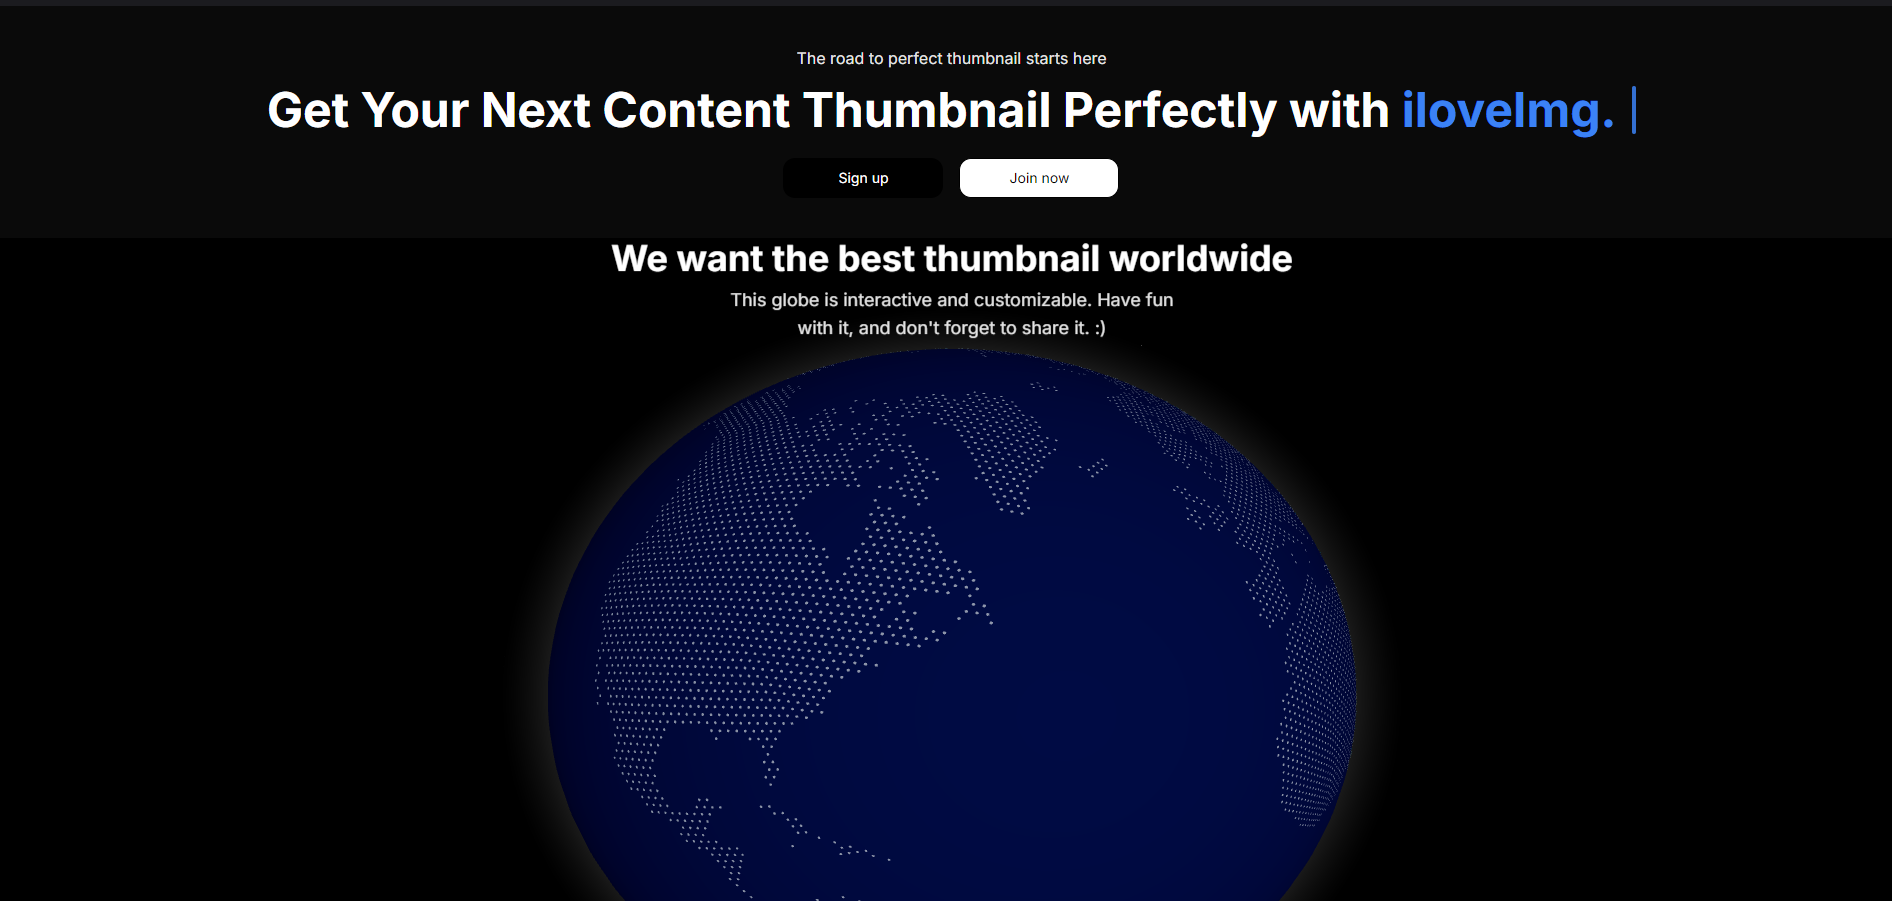 The road to perfect thumbnail starts here
Get Your Next Content Thumbnail Perfectly with iloveImg.
Sign up
Join now
We want the best thumbnail worldwide
This globe is interactive and customizable. Have fun
with it, and don't forget to share it. :)